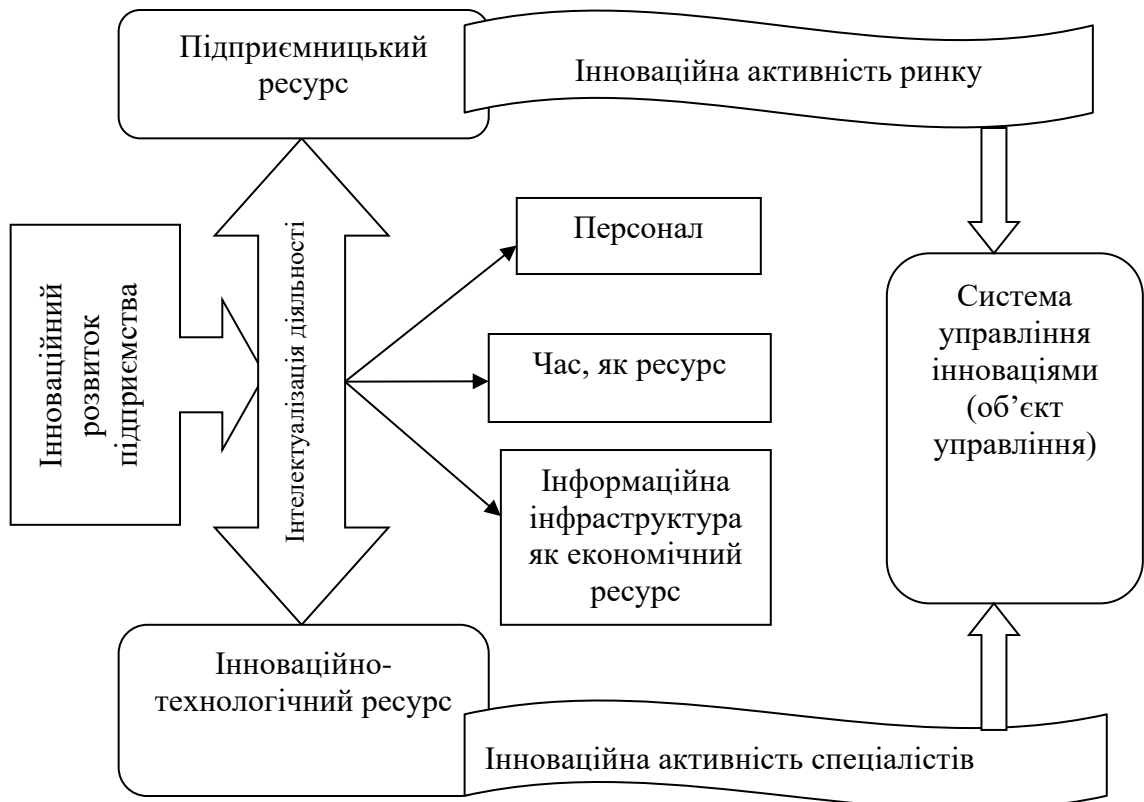 Підприємницький
ресурс
Інноваційна активність ринку
Інноваційний
розвиток
підприємства
Інтелектуалізація діяльності
Персонал
Час, як ресурс
Інформаційна
інфраструктура
як економічний
ресурс
Система
управління
інноваціями
(об’єкт
управління)
Інноваційно-
технологічний ресурс
Інноваційна активність спеціалістів